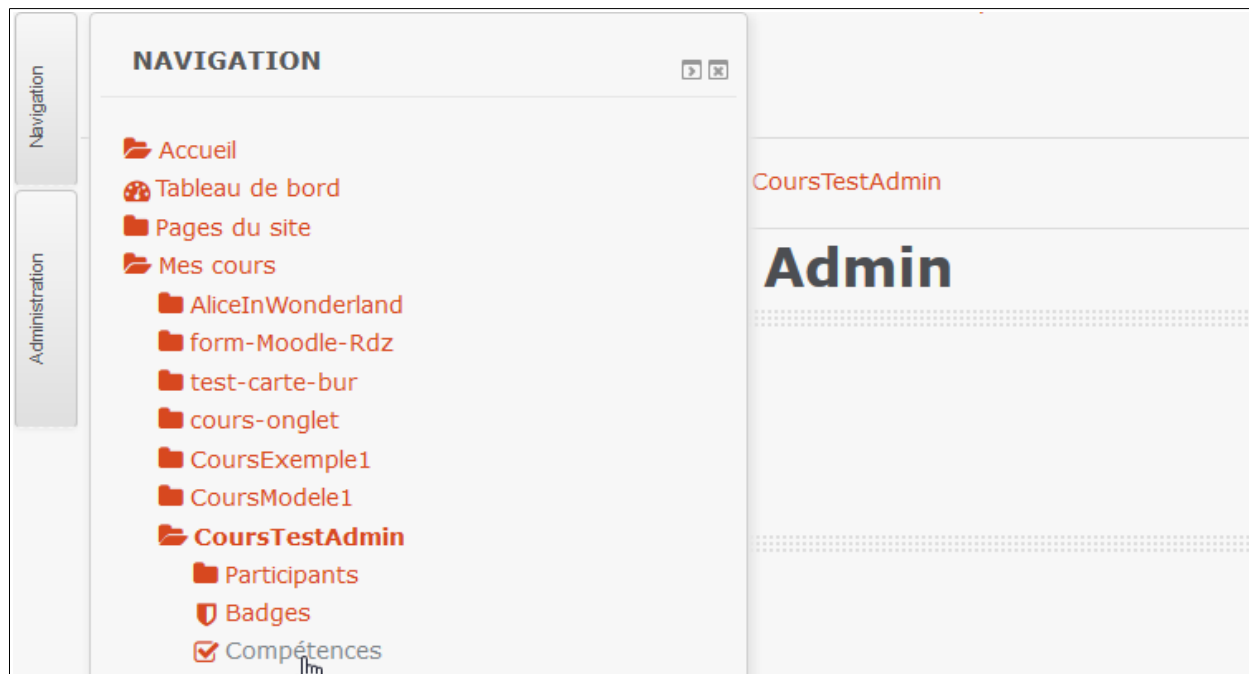 Navigation
Administration
NAVIGATION
Accueil
Tableau de bord
Pages du site
Mes cours
AliceInWonderland
form-Moodle-Rdz
test-carte-bur
cours-onglet
CoursExemple1
CoursModele1
CoursTestAdmin
Participants
Badges
Compétences
CoursTestAdmin
Admin